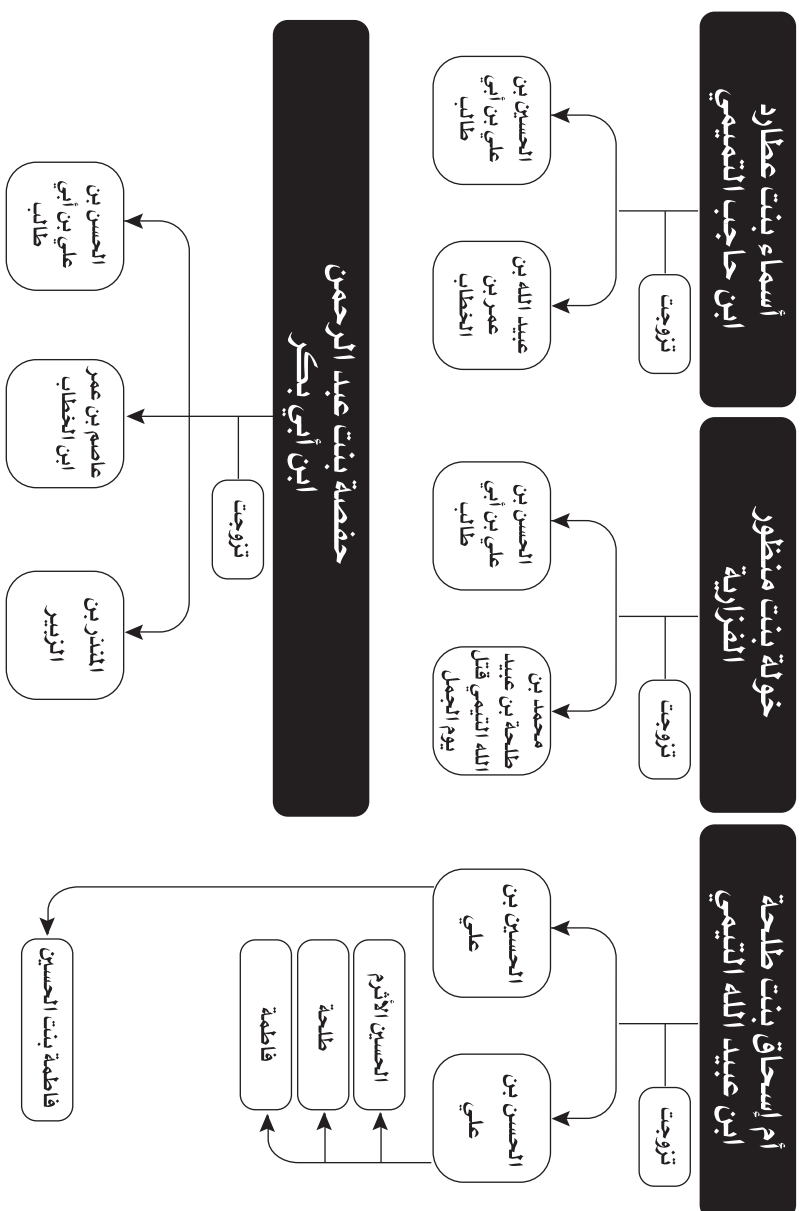 أم إسحاق بنت طلحة
ابن عبيد الله التيمي
تزوجت
الحسن بن
علي
الحسين بن
علي
الحسين الأثرم
طلحة
فاطمة
فاطمة بنت الحسين
خولة بنت منظور
الفزارية
تزوجت
محمد بن
طلحة بن عبيد
الله التيمي قتل
يوم الجمل
الحسن بن
علي بن أبي
طالب
أسماء بنت عطارد
ابن حاجب التميمي
تزوجت
عبيد الله بن
عمر بن
الخطاب
الحسين بن
علي بن أبي
طالب
حفصة بنت عبد الرحمن
ابن أبي بكر
تزوجت
المنذر بن
الزبير
عاصم بن عمر
ابن الخطاب
الحسن بن
علي بن أبي
طالب